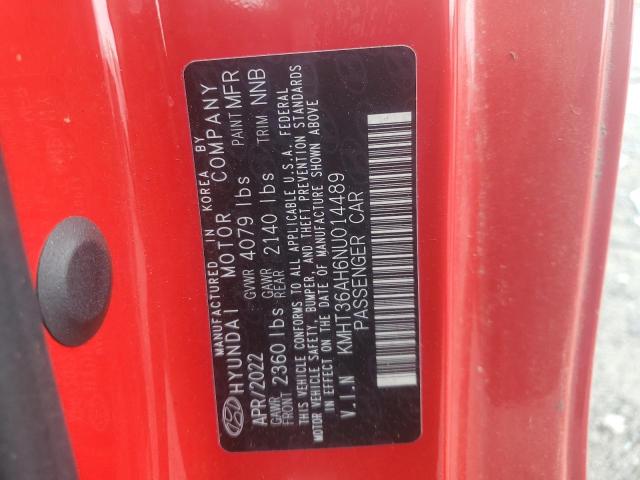 MANUFACTURED IN KOREA BY
HYUNDAI MOTOR COMPANY
APR/2022 GVWR 4079 lbs PAINT MFR
GAWR FRONT 2360 lbs GAWR REAR 2140 lbs TRIM NNB
THIS VEHICLE CONFORMS TO ALL APPLICABLE U.S.A. FEDERAL
MOTOR VEHICLE SAFETY, BUMPER, AND THEFT PREVENTION STANDARDS
IN EFFECT ON THE DATE OF MANUFACTURE SHOWN ABOVE
V.I.N KMHT36AH6NU014489
PASSENGER CAR